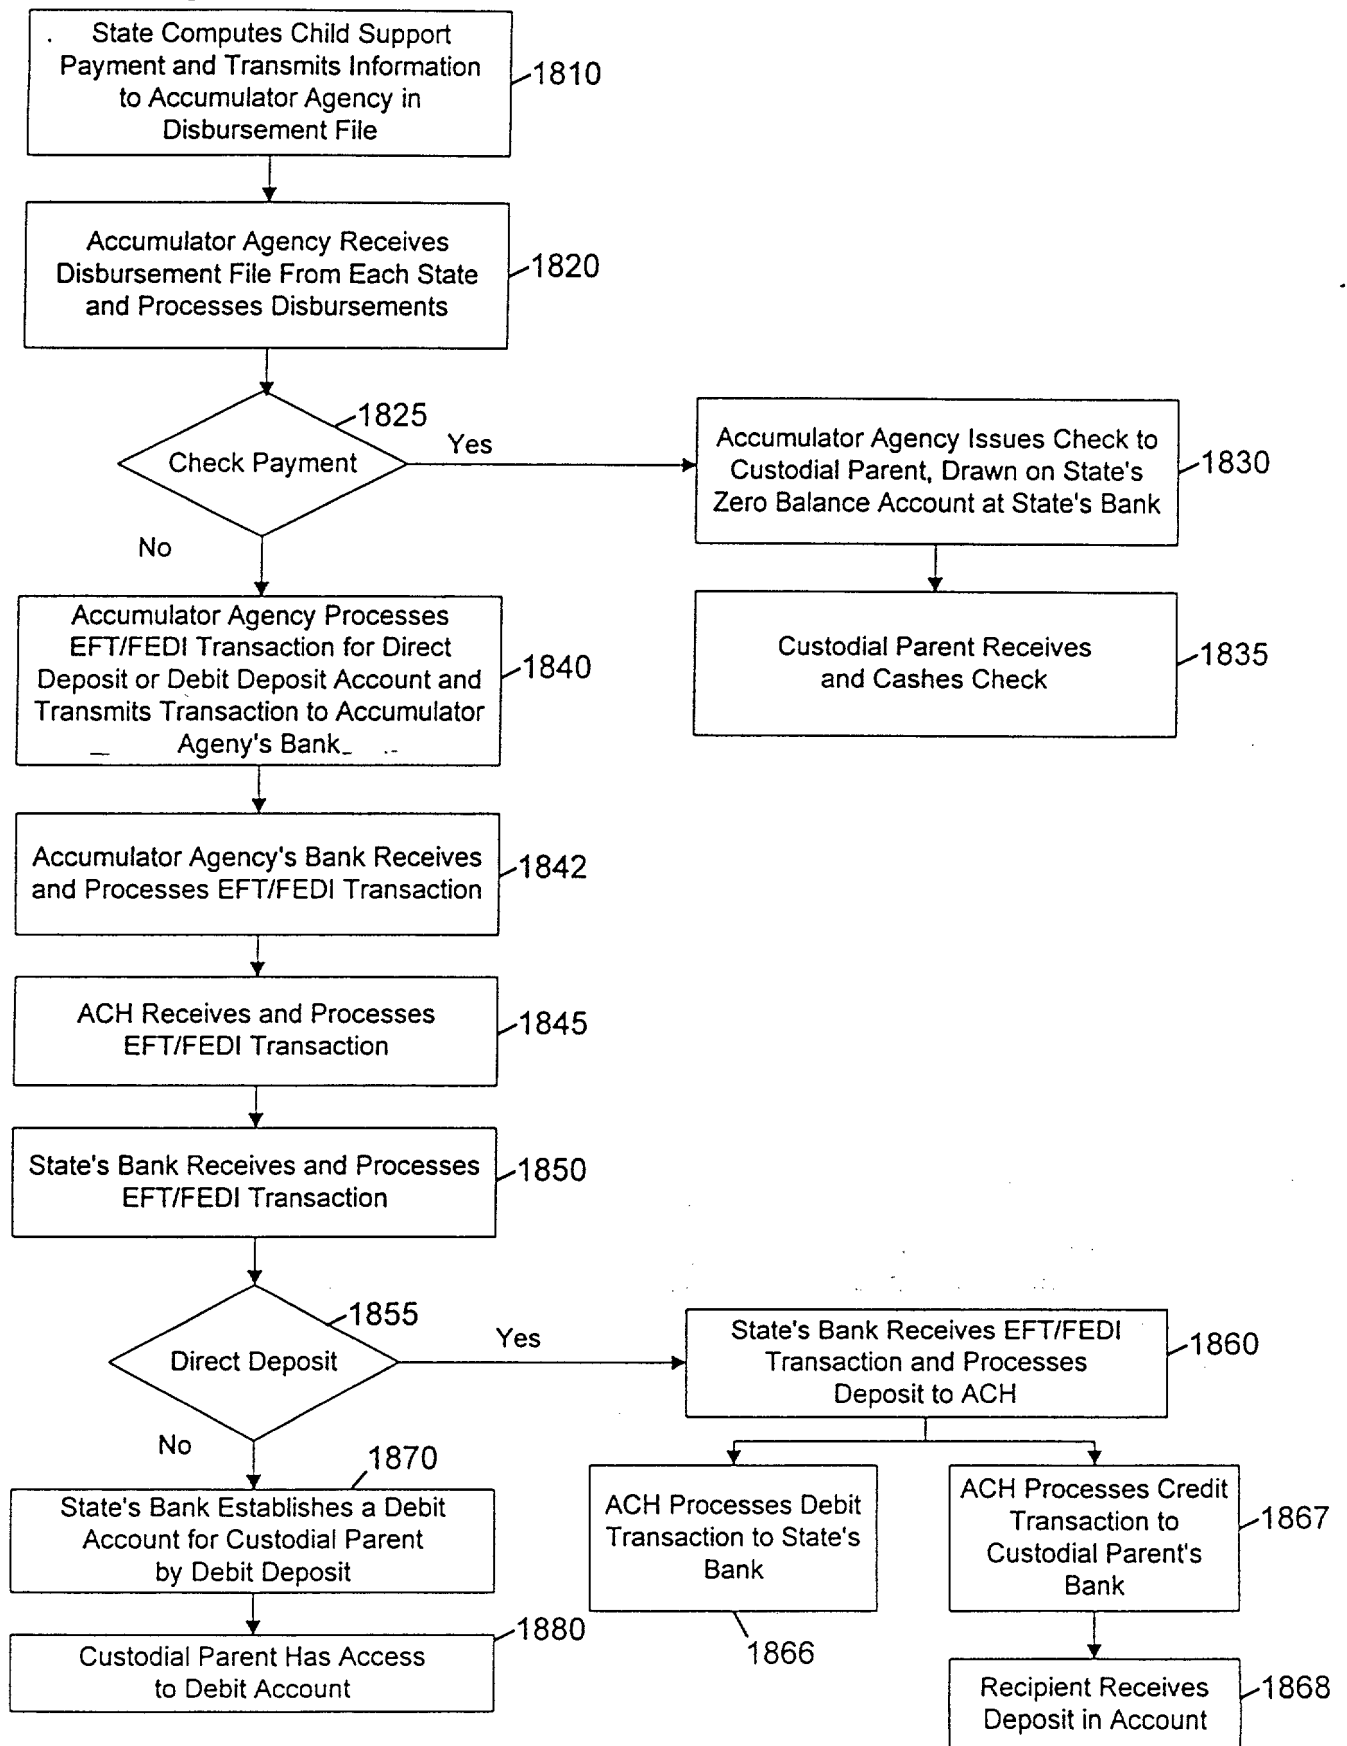 State Computes Child Support
Payment and Transmits Information
to Accumulator Agency in
Disbursement File
1810
Accumulator Agency Receives
Disbursement File From Each State
and Processes Disbursements
1820
1825
Check Payment
Yes
No
Accumulator Agency Issues Check to
Custodial Parent, Drawn on State's
Zero Balance Account at State's Bank
1830
Custodial Parent Receives
and Cashes Check
1835
Accumulator Agency Processes
EFT/FEDI Transaction for Direct
Deposit or Debit Deposit Account and
Transmits Transaction to Accumulator
Ageny's Bank
1840
Accumulator Agency's Bank Receives
and Processes EFT/FEDI Transaction
1842
ACH Receives and Processes
EFT/FEDI Transaction
1845
State's Bank Receives and Processes
EFT/FEDI Transaction
1850
1855
Direct Deposit
Yes
No
State's Bank Receives EFT/FEDI
Transaction and Processes
Deposit to ACH
1860
ACH Processes Debit
Transaction to State's
Bank
1866
ACH Processes Credit
Transaction to
Custodial Parent's
Bank
1867
Recipient Receives
Deposit in Account
1868
1870
State's Bank Establishes a Debit
Account for Custodial Parent
by Debit Deposit
1880
Custodial Parent Has Access
to Debit Account